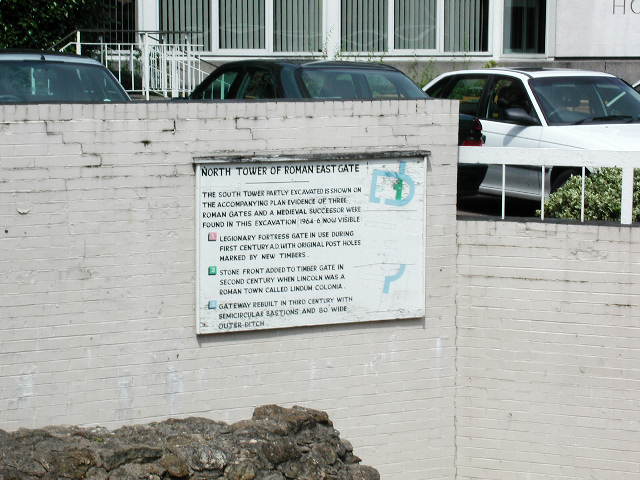 HO
NORTH TOWER OF ROMAN EAST GATE
THE SOUTH TOWER PARTLY EXCAVATED IS SHOWN ON
THE ACCOMPANYING PLAN EVIDENCE OF THREE
ROMAN GATES AND A MEDIEVAL SUCCESSOR WERE
FOUND IN THIS EXCAVATION, 1964-6 NOW VISIBLE
LEGIONARY FORTRESS GATE IN USE DURING
FIRST CENTURY A.D. WITH ORIGINAL POST HOLES
MARKED BY NEW TIMBERS.
STONE FRONT ADDED TO TIMBER GATE IN
SECOND CENTURY WHEN LINCOLN WAS A
ROMAN TOWN CALLED LINDUM COLONIA.
GATEWAY REBUILT IN THIRD CENTURY WITH
SEMICIRCULAR BASTIONS AND 80 WIDE
OUTER DITCH